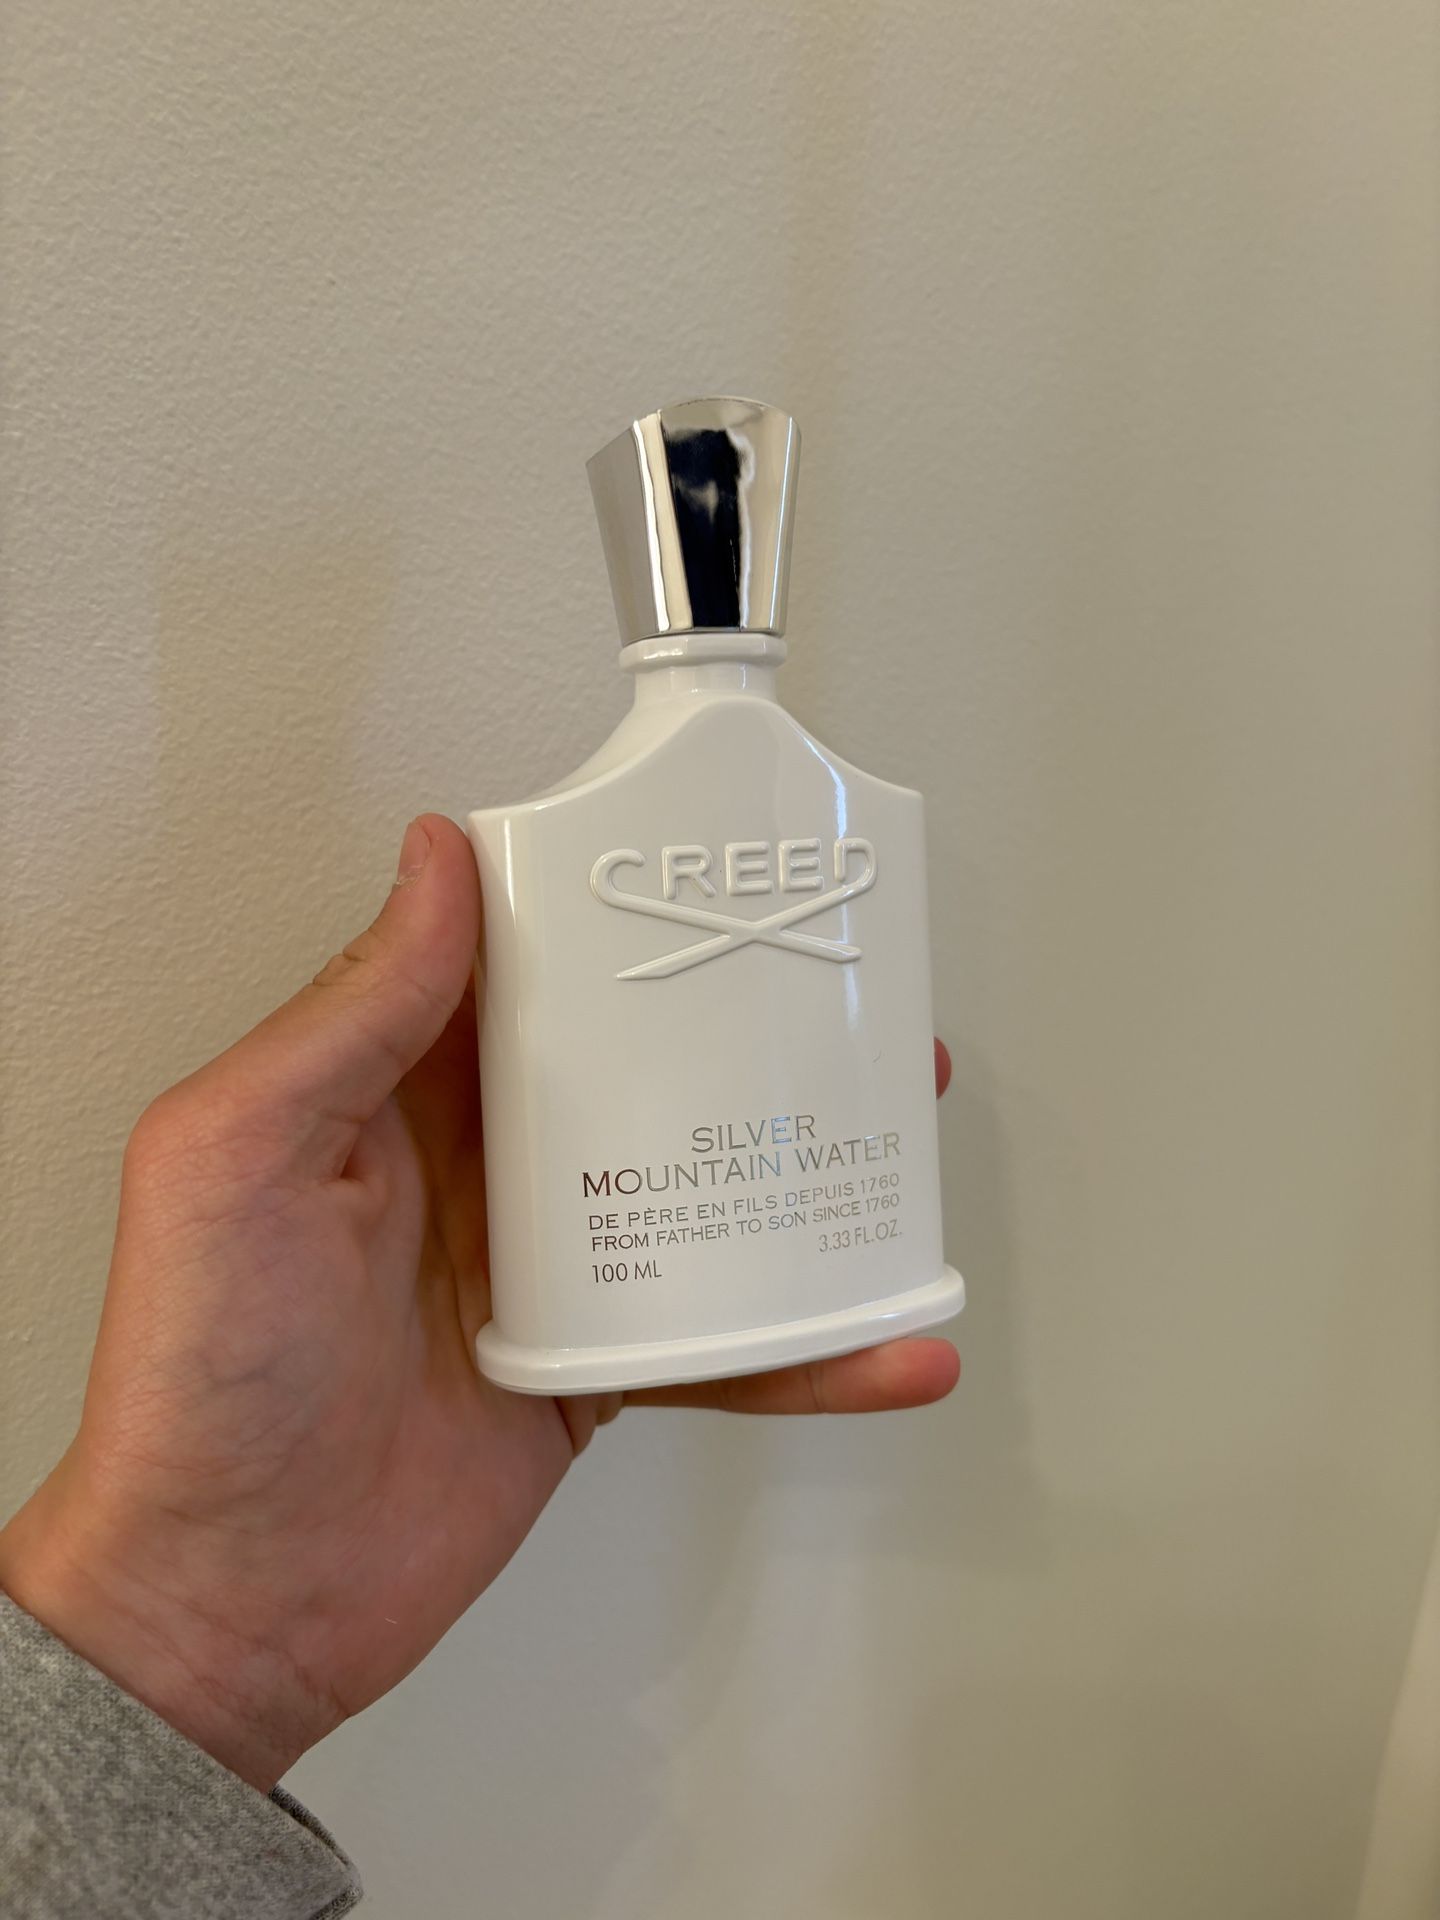 CREED
SILVER
MOUNTAIN WATER
DE PÈRE EN FILS DEPUIS 1760
FROM FATHER TO SON SINCE 1760
100 ML 3.33 FL.OZ.